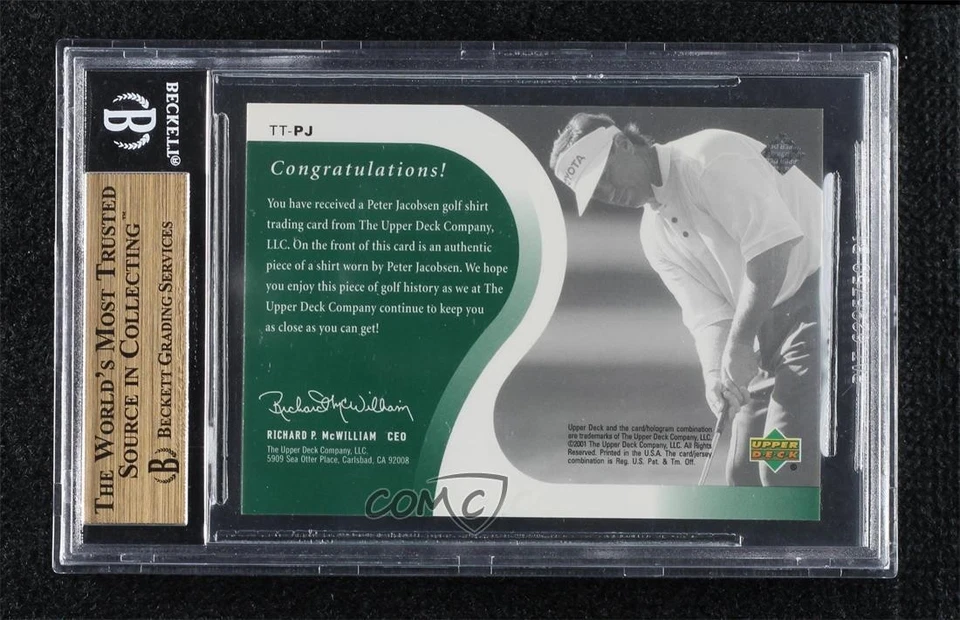 BECKETT®
B
THE WORLD'S MOST TRUSTED
SOURCE IN COLLECTING™
B BECKETT GRADING SERVICES
TT-PJ
Congratulations!
You have received a Peter Jacobsen golf shirt
trading card from The Upper Deck Company,
LLC. On the front of this card is an authentic
piece of a shirt worn by Peter Jacobsen. We hope
you enjoy this piece of golf history as we at The
Upper Deck Company continue to keep you
as close as you can get!
Richard P. McWilliam
RICHARD P. McWILLIAM CEO
The Upper Deck Company, LLC.
5909 Sea Otter Place, Carlsbad, CA 92008
TOYOTA
Upper Deck and the card/hologram combination
are trademarks of The Upper Deck Company, LLC.
©2001 The Upper Deck Company, LLC. All Rights
Reserved. Printed in the U.S.A. The card/jersey
combination is Reg. U.S. Pat. & Tm. Off.
UPPER
DECK
COMC